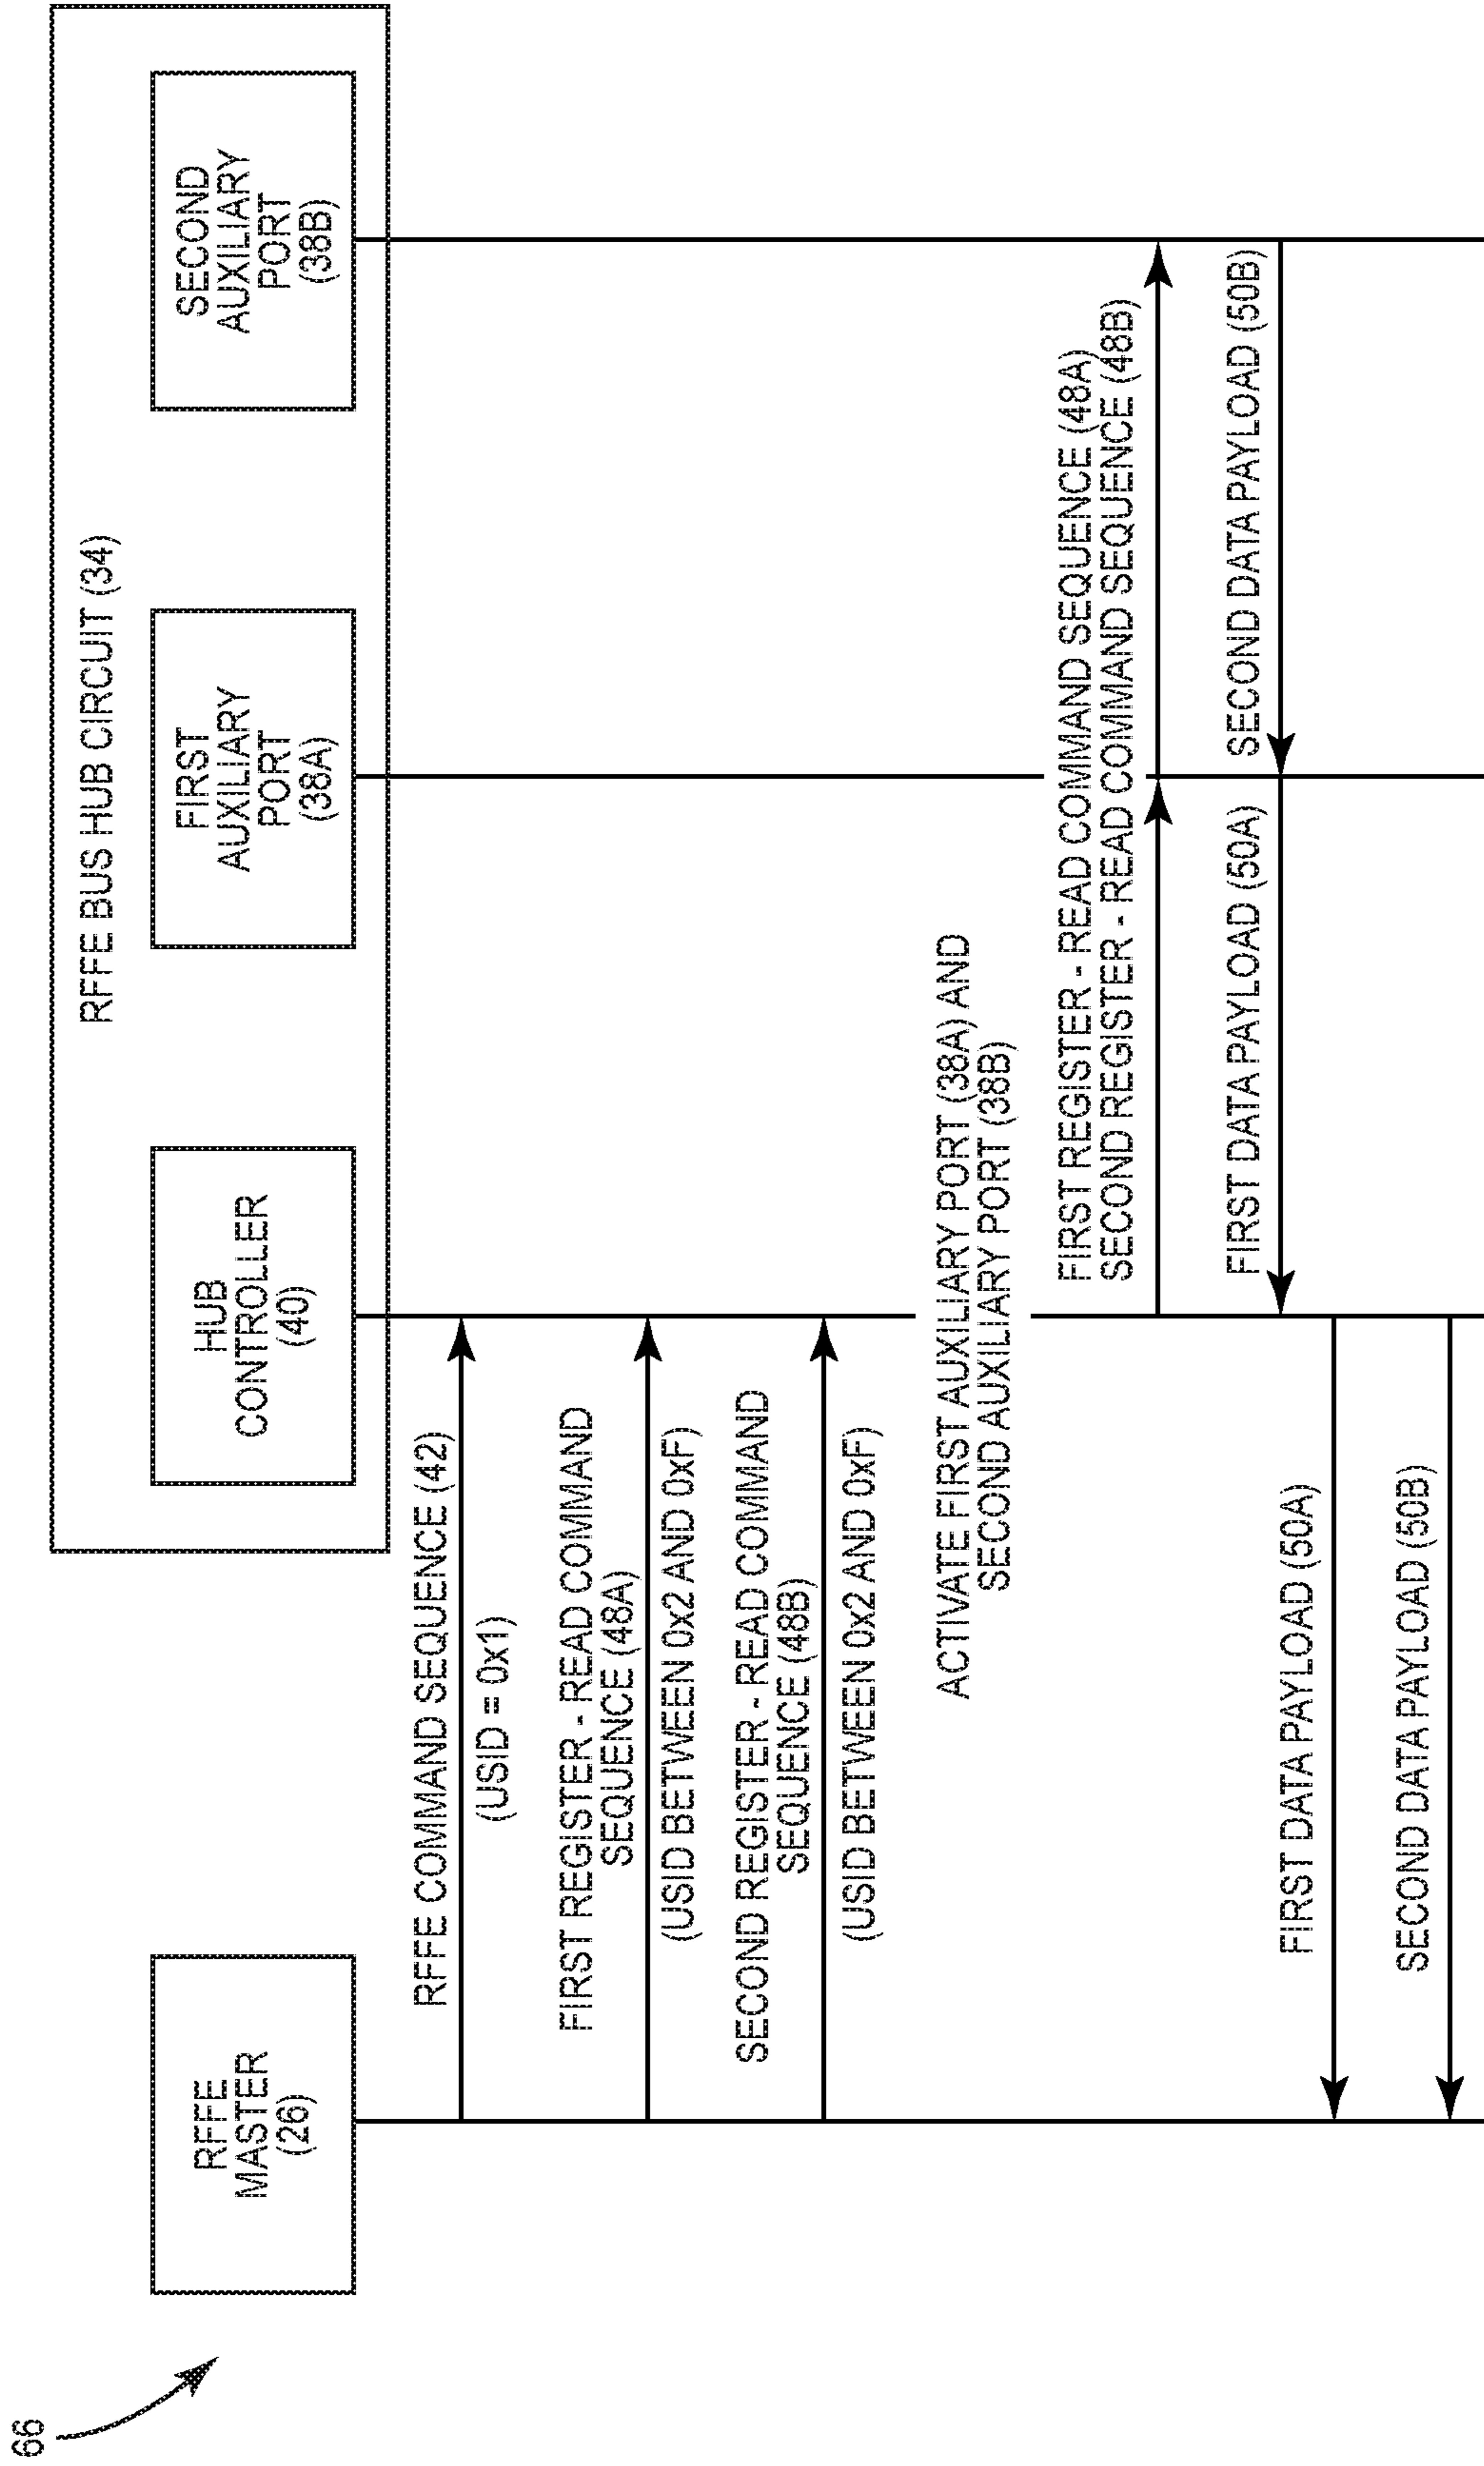 66
RFFE BUS HUB CIRCUIT (34)
RFFE
MASTER
(26)
HUB
CONTROLLER
(40)
FIRST
AUXILIARY
PORT
(38A)
SECOND
AUXILIARY
PORT
(38B)
RFFE COMMAND SEQUENCE (42)
(USID = 0x1)
FIRST REGISTER - READ COMMAND
SEQUENCE (48A)
(USID BETWEEN 0x2 AND 0xF)
SECOND REGISTER - READ COMMAND
SEQUENCE (48B)
(USID BETWEEN 0x2 AND 0xF)
ACTIVATE FIRST AUXILIARY PORT (38A) AND
SECOND AUXILIARY PORT (38B)
FIRST REGISTER - READ COMMAND SEQUENCE (48A)
SECOND REGISTER - READ COMMAND SEQUENCE (48B)
FIRST DATA PAYLOAD (50A)
SECOND DATA PAYLOAD (50B)
FIRST DATA PAYLOAD (50A)
SECOND DATA PAYLOAD (50B)